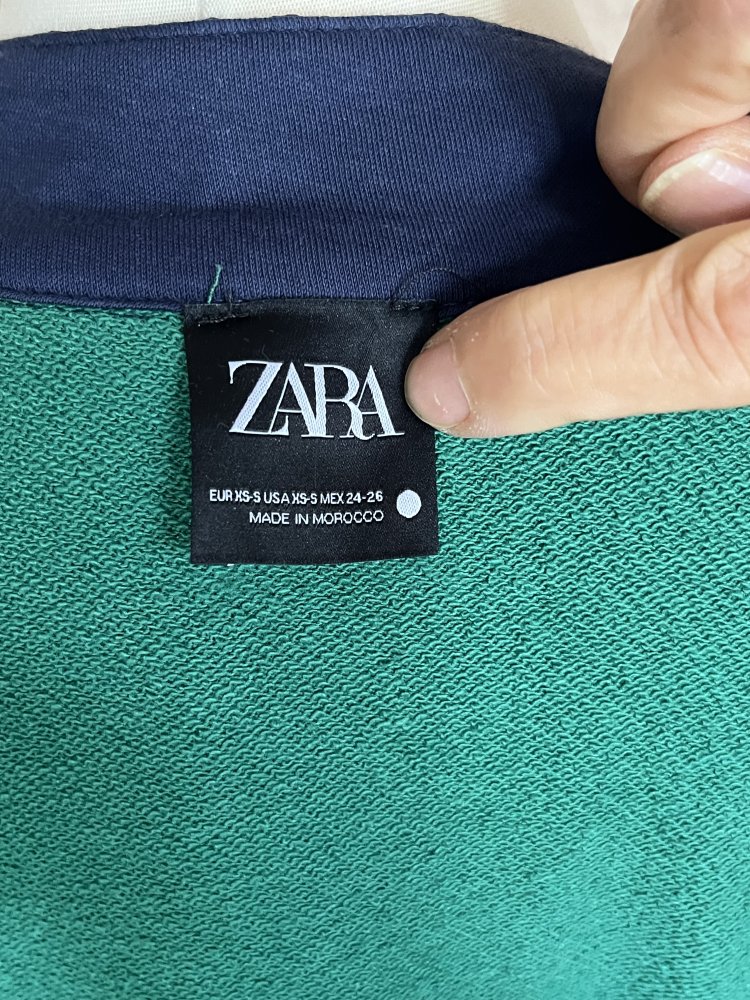 ZARA
EUR XS-S USA XS-S MEX 24-26
MADE IN MOROCCO